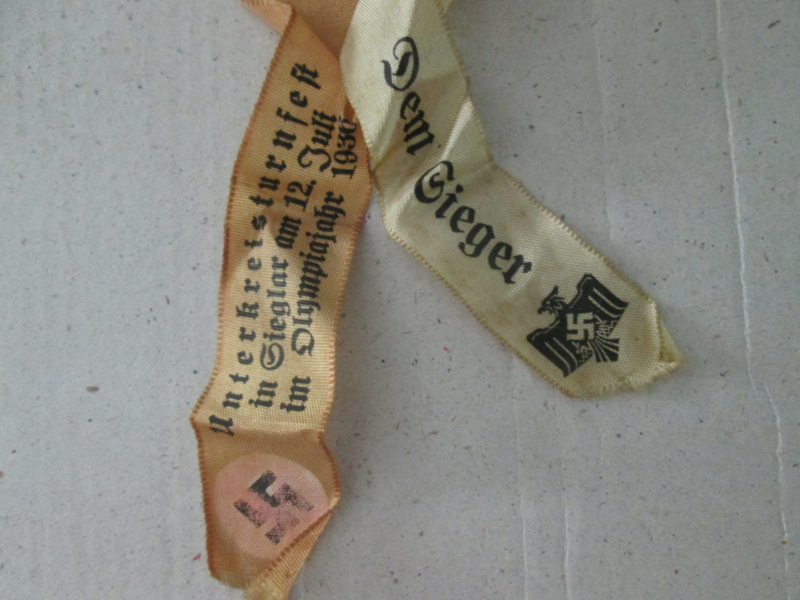 Unterkreisturnfest
in Sieglar am 12. Juli
im Olympiajahr 1936
Dem Sieger